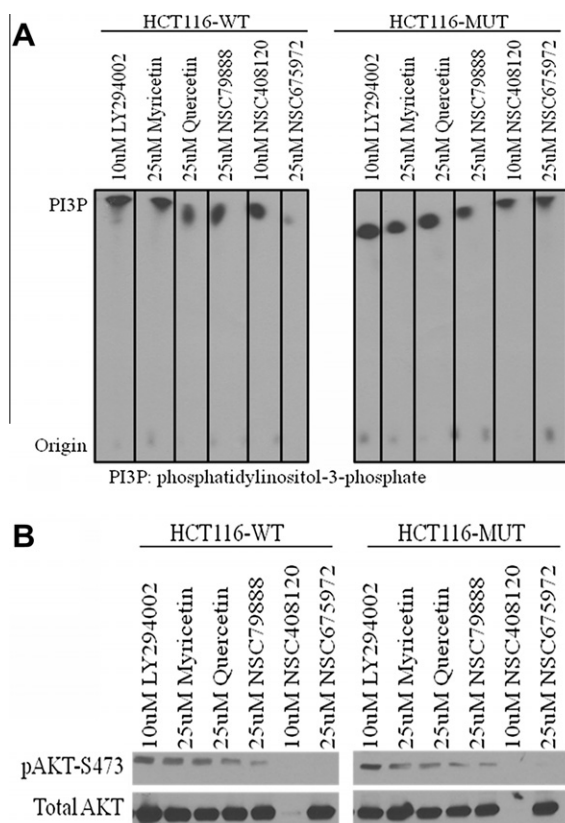 A
HCT116-WT
HCT116-MUT
10uM LY294002
25uM Myricetin
25uM Quercetin
25uM NSC79888
10uM NSC408120
25uM NSC675972
10uM LY294002
25uM Myricetin
25uM Quercetin
25uM NSC79888
10uM NSC408120
25uM NSC675972
PI3P
Origin
PI3P: phosphatidylinositol-3-phosphate
B
HCT116-WT
HCT116-MUT
10uM LY294002
25uM Myricetin
25uM Quercetin
25uM NSC79888
10uM NSC408120
25uM NSC675972
10uM LY294002
25uM Myricetin
25uM Quercetin
25uM NSC79888
10uM NSC408120
25uM NSC675972
pAKT-S473
Total AKT